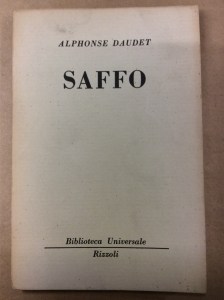 ALPHONSE DAUDET
SAFFO
Biblioteca Universale
Rizzoli